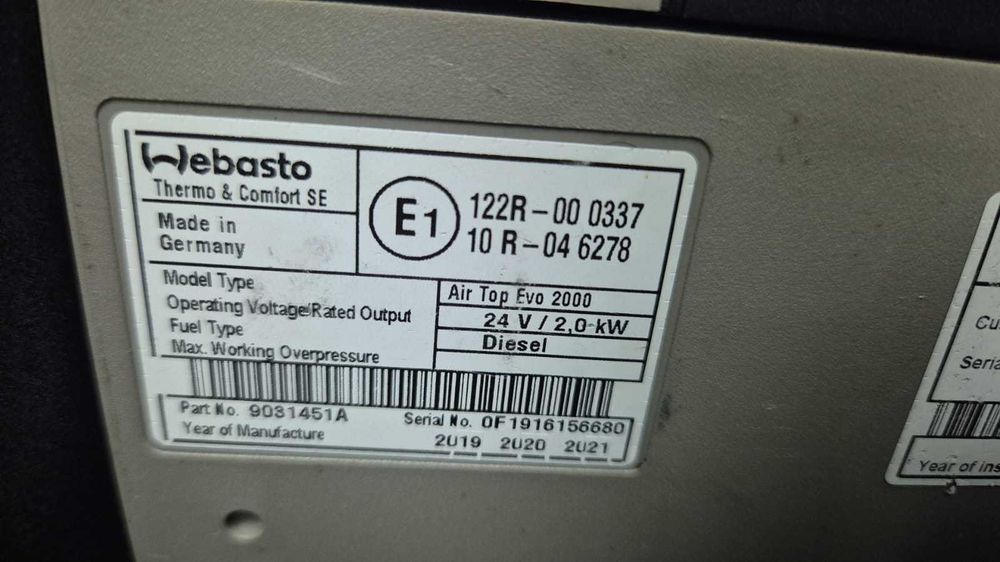 Webasto
Thermo & Comfort SE
Made in
Germany
E1
122R-00 0337
10 R-04 6278
Model Type
Air Top Evo 2000
Operating Voltage/Rated Output
24 V / 2,0 kW
Fuel Type
Diesel
Max. Working Overpressure
Part No. 9031451A
Serial No. 0F1916156680
Year of Manufacture
2019 2020 2021
Cu
Seria
Year of ins